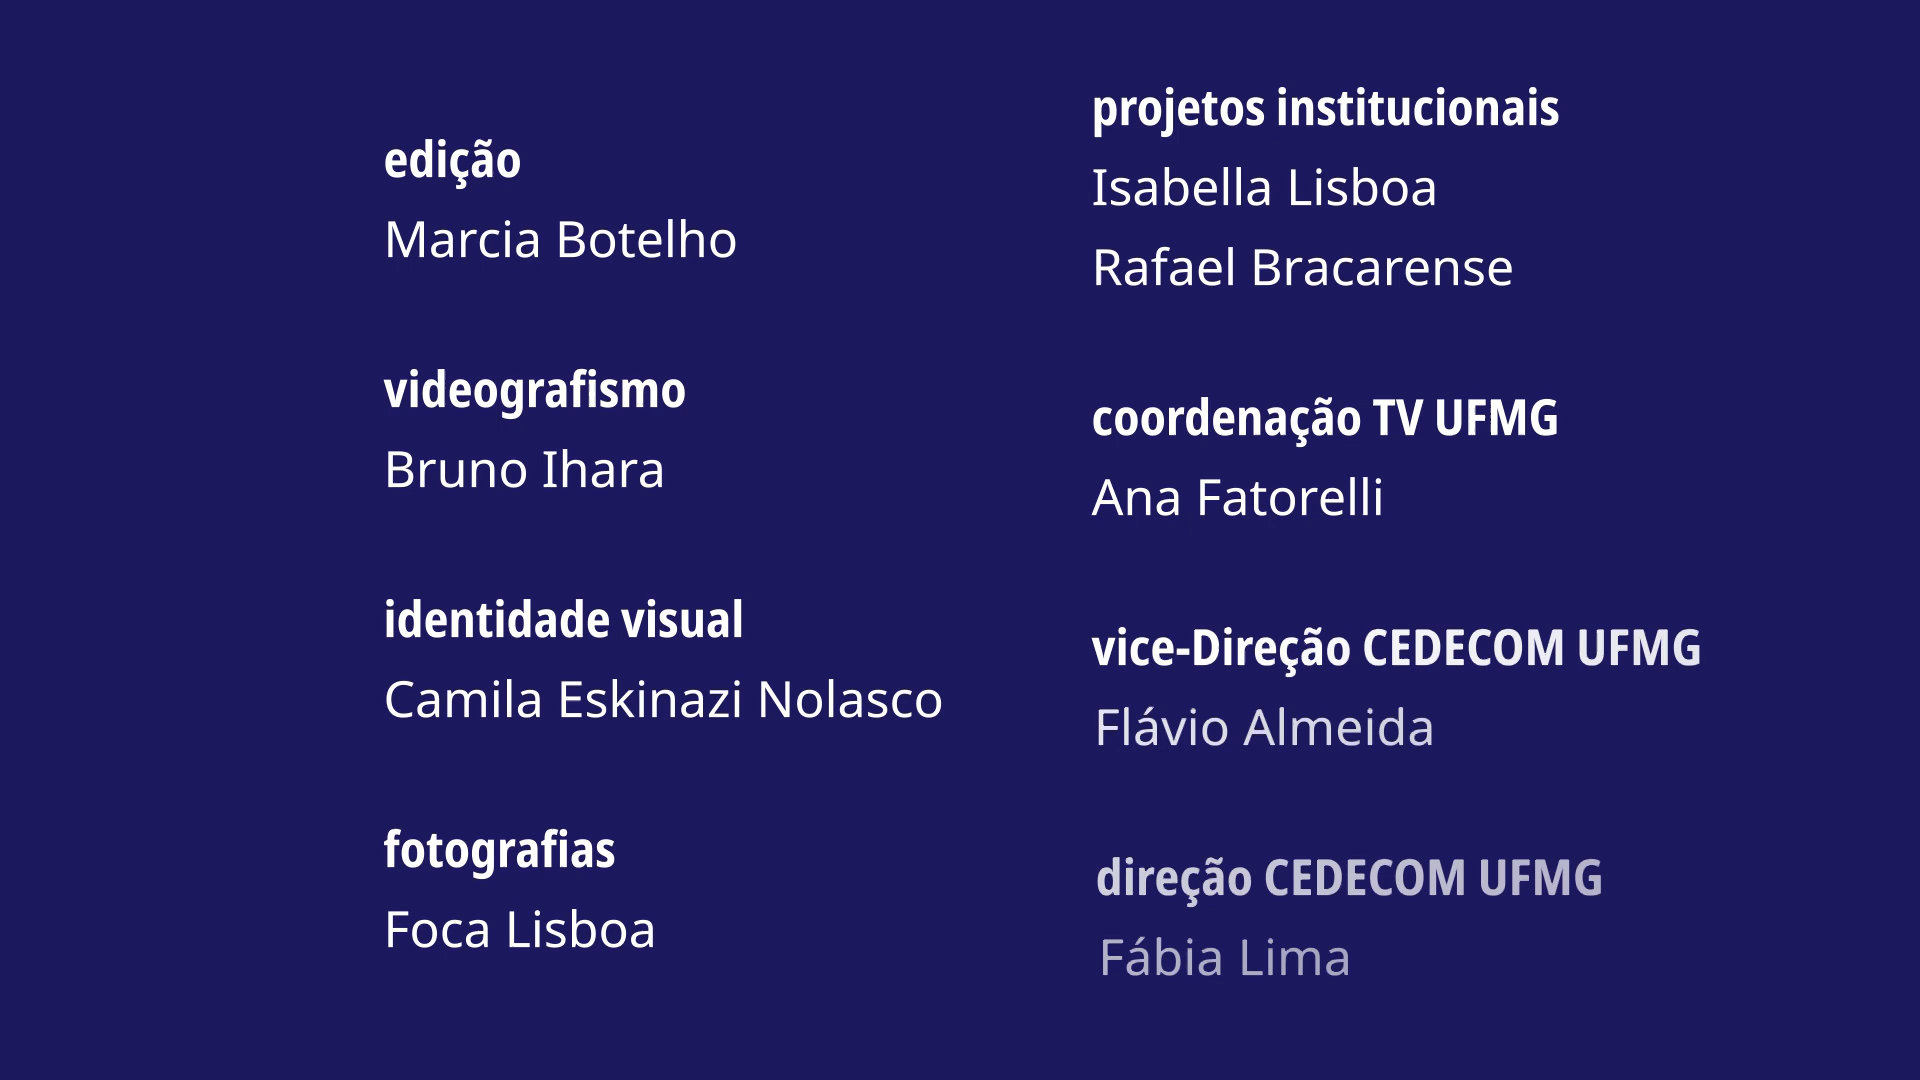 edição
Marcia Botelho
videografismo
Bruno Ihara
identidade visual
Camila Eskinazi Nolasco
fotografias
Foca Lisboa
projetos institucionais
Isabella Lisboa
Rafael Bracarense
coordenação TV UFMG
Ana Fatorelli
vice-Direção CEDECOM UFMG
Flávio Almeida
direção CEDECOM UFMG
Fábia Lima